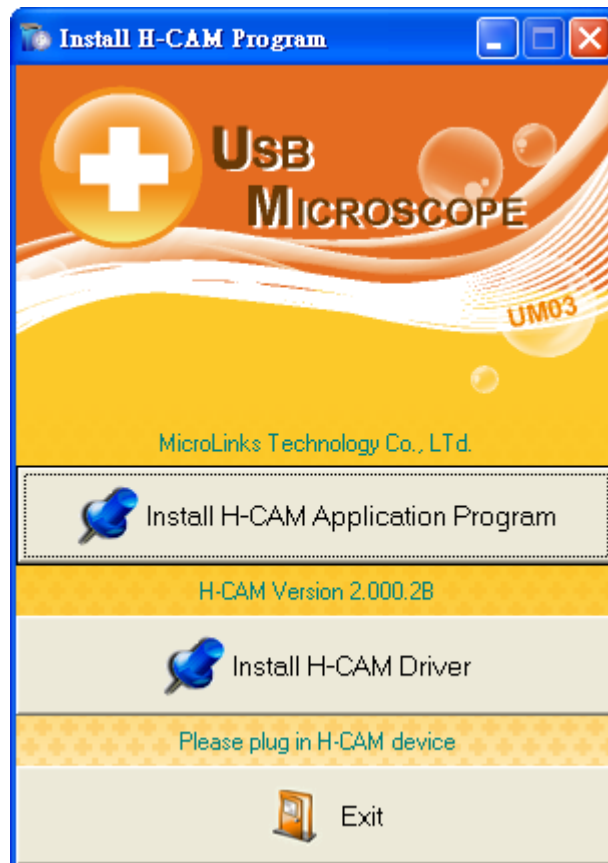 Install H-CAM Program
USB
MICROSCOPE
UM03
MicroLinks Technology Co., LTd.
Install H-CAM Application Program
H-CAM Version 2.000.2B
Install H-CAM Driver
Please plug in H-CAM device
Exit